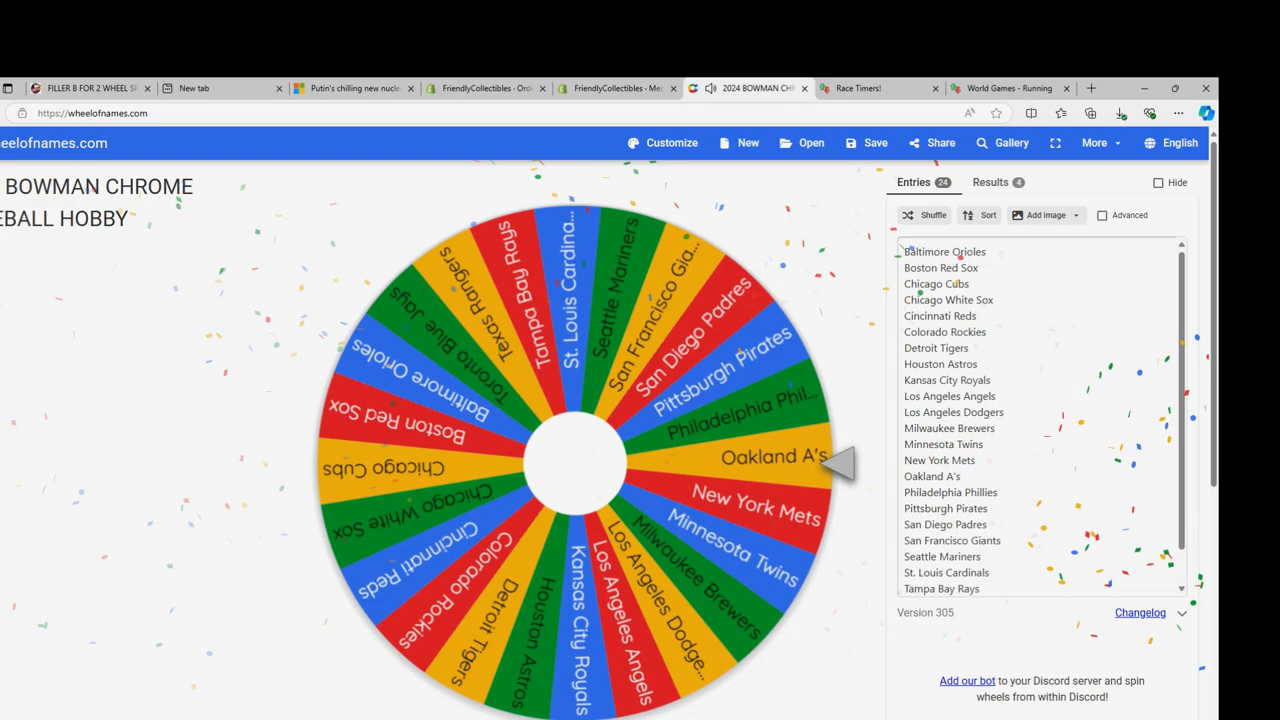 FILLER B FOR 2 WHEEL SP
New tab
Putin's chilling new nucle
FriendlyCollectibles - Ord
FriendlyCollectibles - Mec
2024 BOWMAN CH
Race Timers!
World Games - Running
https://wheelofnames.com
eelofnames.com
Customize
New
Open
Save
Share
Gallery
More
English
BOWMAN CHROME
EBALL HOBBY
Entries 24
Results 4
Hide
Shuffle
Sort
Add image
Advanced
Baltimore Orioles
Boston Red Sox
Chicago Cubs
Chicago White Sox
Cincinnati Reds
Colorado Rockies
Detroit Tigers
Houston Astros
Kansas City Royals
Los Angeles Angels
Los Angeles Dodgers
Milwaukee Brewers
Minnesota Twins
New York Mets
Oakland A's
Philadelphia Phillies
Pittsburgh Pirates
San Diego Padres
San Francisco Giants
Seattle Mariners
St. Louis Cardinals
Tampa Bay Rays
St. Louis Cardina...
Seattle Mariners
San Francisco Gia...
San Diego Padres
Pittsburgh Pirates
Philadelphia Phil...
Oakland A's
New York Mets
Minnesota Twins
Milwaukee Brewers
Los Angeles Dodge...
Los Angeles Angels
Kansas City Royals
Houston Astros
Detroit Tigers
Colorado Rockies
Cincinnati Reds
Chicago White Sox
Chicago Cubs
Boston Red Sox
Baltimore Orioles
Toronto Blue Jays
Texas Rangers
Tampa Bay Rays
Version 305
Changelog
Add our bot to your Discord server and spin
wheels from within Discord!